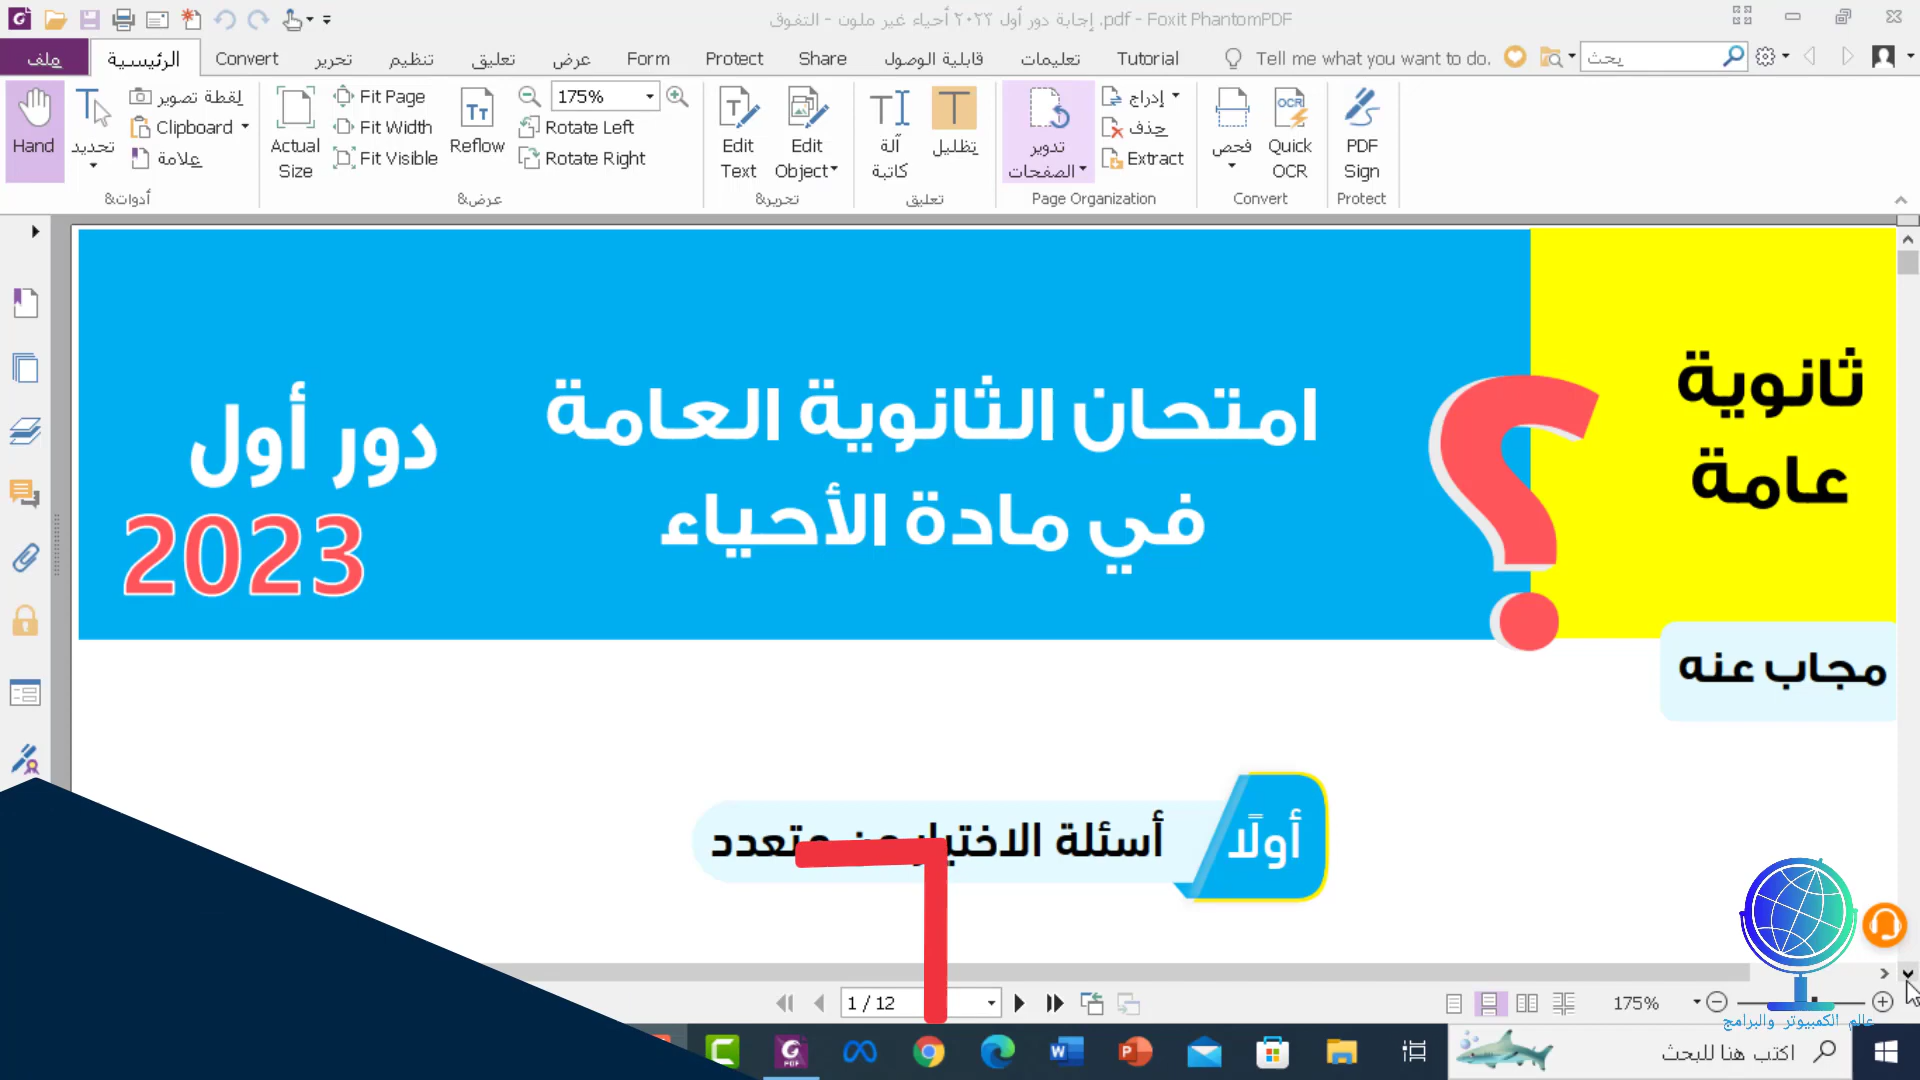 إجابة دور أول ٢٠٢٣ أحياء غير ملون - التفوق .pdf - Foxit PhantomPDF
ملف
الرئيسية
Convert
تحرير
تنظيم
تعليق
عرض
Form
Protect
Share
قابلية الوصول
تعليمات
Tutorial
Tell me what you want to do.
بحث
Hand
تحديد
لقطة تصوير
Clipboard
علامة
أدوات&
Actual Size
Fit Page
Fit Width
Fit Visible
Reflow
175%
Rotate Left
Rotate Right
عرض&
Edit Text
Edit Object
تحرير&
آلة كاتبة
تظليل
تعليق
تدوير الصفحات
إدراج
حذف
Extract
Page Organization
فحص
Quick OCR
Convert
PDF Sign
Protect
ثانوية
عامة
؟
امتحان الثانوية العامة
في مادة الأحياء
دور أول
2023
مجاب عنه
أولًا
أسئلة الاختيار من متعدد
1 / 12
175%
عالم الكمبيوتر والبرامج
اكتب هنا للبحث